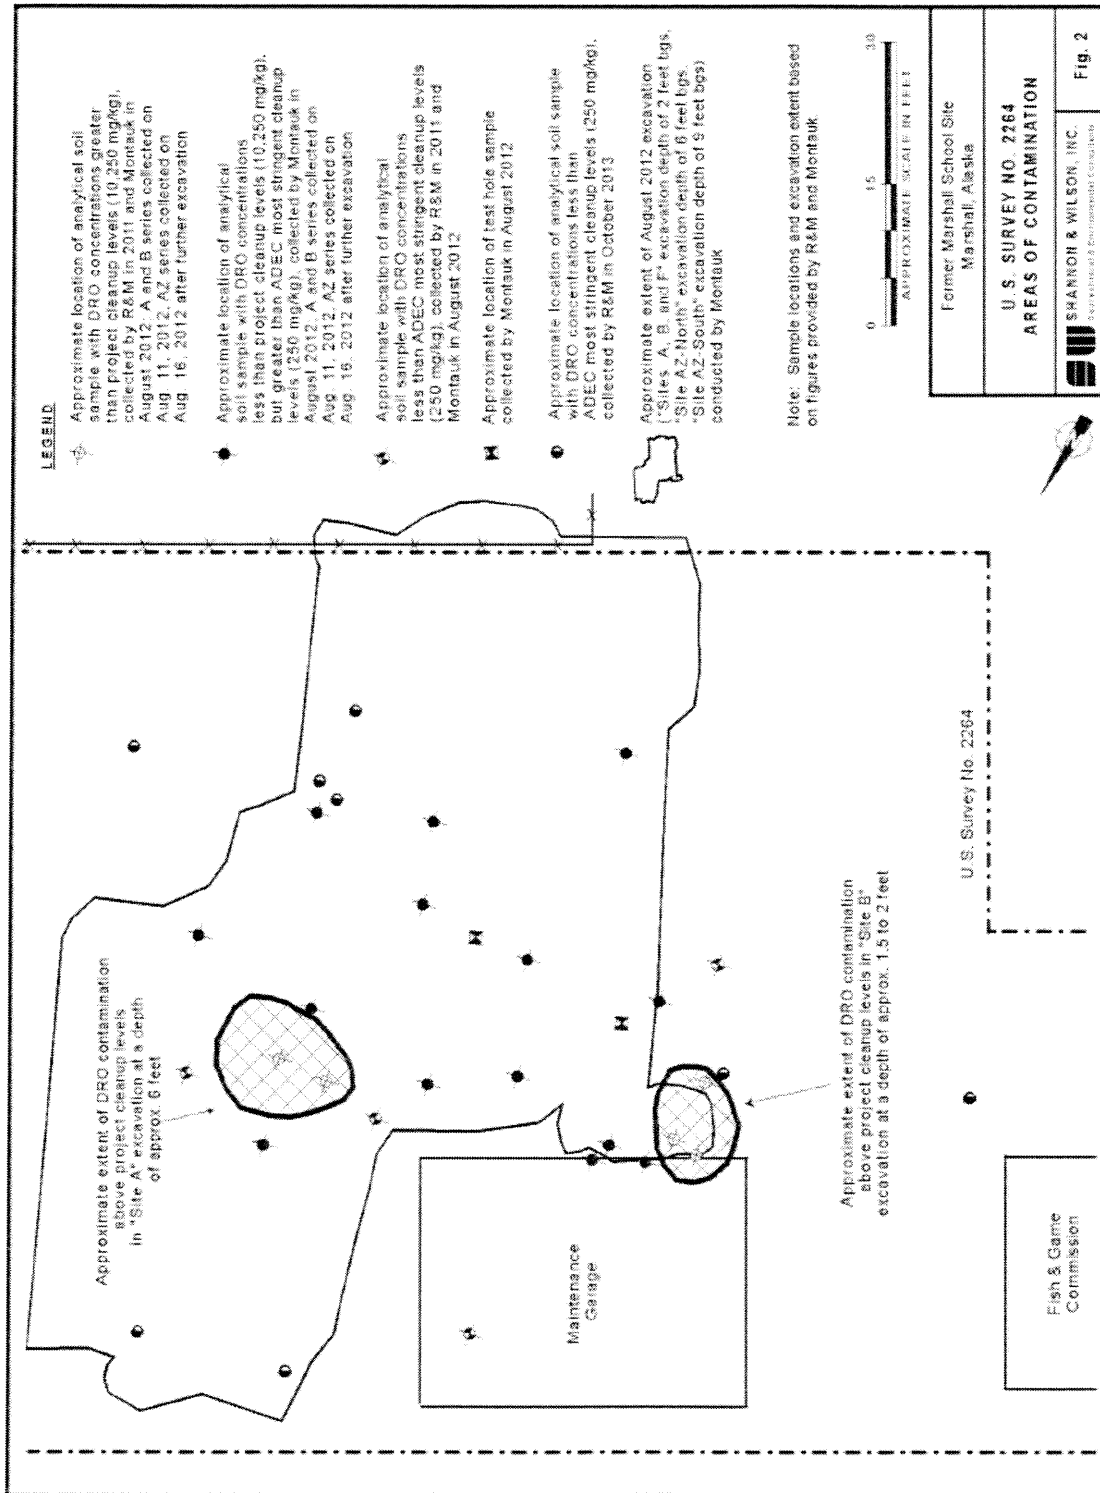 LEGEND
Approximate location of analytical soil
sample with DRO concentrations greater
than project cleanup levels (10,250 mg/kg),
collected by R&M in 2011 and Montauk in
August 2012; A and B series collected on
Aug. 11, 2012, AZ series collected on
Aug. 16, 2012 after further excavation
Approximate location of analytical
soil sample with DRO concentrations
less than project cleanup levels (10,250 mg/kg),
but greater than ADEC most stringent cleanup
levels (250 mg/kg), collected by Montauk in
August 2012; A and B series collected on
Aug. 11, 2012, AZ series collected on
Aug. 16, 2012 after further excavation
Approximate location of analytical
soil sample with DRO concentrations
less than ADEC most stringent cleanup levels
(250 mg/kg), collected by R&M in 2011 and
Montauk in August 2012
Approximate location of test hole sample
collected by Montauk in August 2012
Approximate location of analytical soil sample
with DRO concentrations less than
ADEC most stringent cleanup levels (250 mg/kg),
collected by R&M in October 2013
Approximate extent of August 2012 excavation
("Sites A, B, and F" excavation depth of 2 feet bgs,
"Site AZ-North" excavation depth of 6 feet bgs,
"Site AZ-South" excavation depth of 9 feet bgs)
conducted by Montauk
Note: Sample locations and excavation extent based
on figures provided by R&M and Montauk
0 15 30
APPROXIMATE SCALE IN FEET
Approximate extent of DRO contamination
above project cleanup levels
in "Site A" excavation at a depth
of approx. 6 feet
Maintenance
Garage
Approximate extent of DRO contamination
above project cleanup levels in "Site B"
excavation at a depth of approx. 1.5 to 2 feet
U.S. Survey No. 2264
Fish & Game
Commission
Former Marshall School Site
Marshall, Alaska
U.S. SURVEY NO. 2264
AREAS OF CONTAMINATION
SHANNON & WILSON, INC.
Geotechnical & Environmental Consultants
Fig. 2